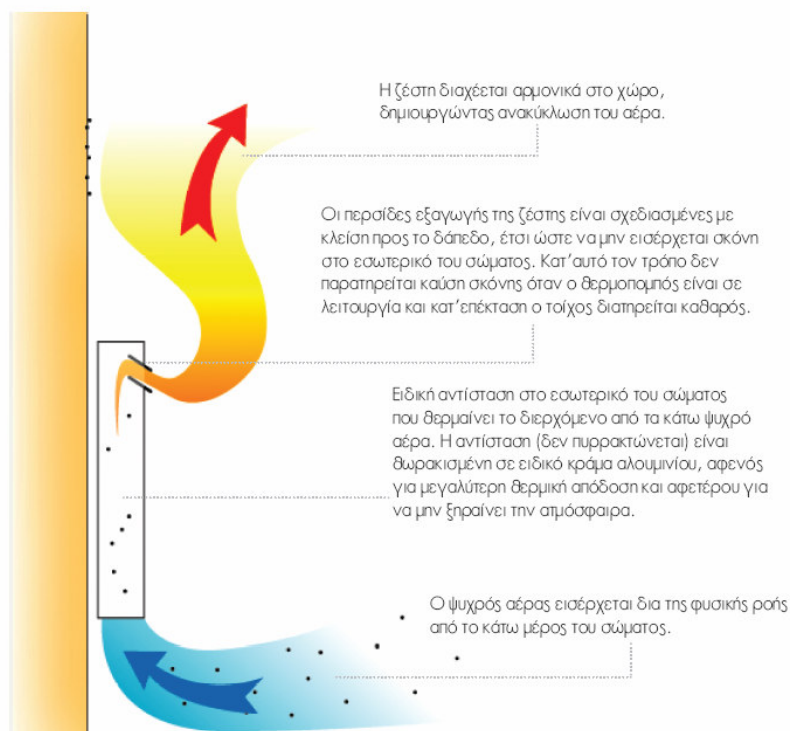 Η ζέστη διαχέεται αρμονικά στο χώρο,
δημιουργώντας ανακύκλωση του αέρα.
Οι περσίδες εξαγωγής της ζέστης είναι σχεδιασμένες με
κλείση προς το δάπεδο, έτσι ώστε να μην εισέρχεται σκόνη
στο εσωτερικό του σώματος. Κατ'αυτό τον τρόπο δεν
παρατηρείται καύση σκόνης όταν ο θερμοπομπός είναι σε
λειτουργία και κατ'επέκταση ο τοίχος διατηρείται καθαρός.
Ειδική αντίσταση στο εσωτερικό του σώματος
που θερμαίνει το διερχόμενο από τα κάτω ψυχρό
αέρα. Η αντίσταση (δεν πυρρακτώνεται) είναι
θωρακισμένη σε ειδικό κράμα αλουμινίου, αφενός
για μεγαλύτερη θερμική απόδοση και αφετέρου για
να μην ξηραίνει την ατμόσφαιρα.
Ο ψυχρός αέρας εισέρχεται δια της φυσικής ροής
από το κάτω μέρος του σώματος.